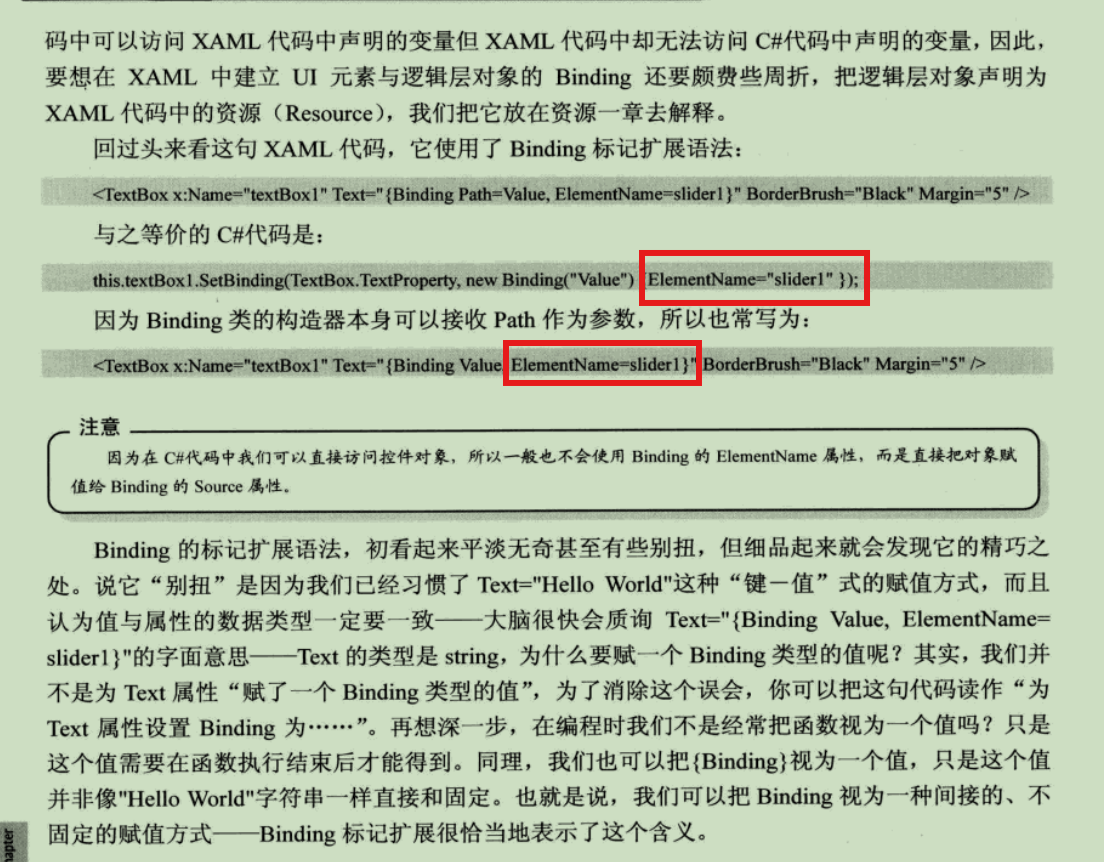 码中可以访问 XAML 代码中声明的变量但 XAML 代码中却无法访问 C#代码中声明的变量，因此，
要想在 XAML 中建立 UI 元素与逻辑层对象的 Binding 还要颇费些周折，把逻辑层对象声明为
XAML 代码中的资源（Resource），我们把它放在资源一章去解释。
回过头来看这句 XAML 代码，它使用了 Binding 标记扩展语法：
<TextBox x:Name="textBox1" Text="{Binding Path=Value, ElementName=slider1}" BorderBrush="Black" Margin="5" />
与之等价的 C#代码是：
this.textBox1.SetBinding(TextBox.TextProperty, new Binding("Value") {ElementName="slider1" });
因为 Binding 类的构造器本身可以接收 Path 作为参数，所以也常写为：
<TextBox x:Name="textBox1" Text="{Binding Value, ElementName=slider1}" BorderBrush="Black" Margin="5" />
注意
因为在 C#代码中我们可以直接访问控件对象，所以一般也不会使用 Binding 的 ElementName 属性，而是直接把对象赋
值给 Binding 的 Source 属性。
Binding 的标记扩展语法，初看起来平淡无奇甚至有些别扭，但细品起来就会发现它的精巧之
处。说它“别扭”是因为我们已经习惯了 Text="Hello World"这种“键－值”式的赋值方式，而且
认为值与属性的数据类型一定要一致——大脑很快会质询 Text="{Binding Value, ElementName=
slider1}"的字面意思——Text 的类型是 string，为什么要赋一个 Binding 类型的值呢？其实，我们并
不是为 Text 属性“赋了一个 Binding 类型的值”，为了消除这个误会，你可以把这句代码读作“为
Text 属性设置 Binding 为……”。再想深一步，在编程时我们不是经常把函数视为一个值吗？只是
这个值需要在函数执行结束后才能得到。同理，我们也可以把{Binding}视为一个值，只是这个值
并非像"Hello World"字符串一样直接和固定。也就是说，我们可以把 Binding 视为一种间接的、不
固定的赋值方式——Binding 标记扩展很恰当地表示了这个含义。